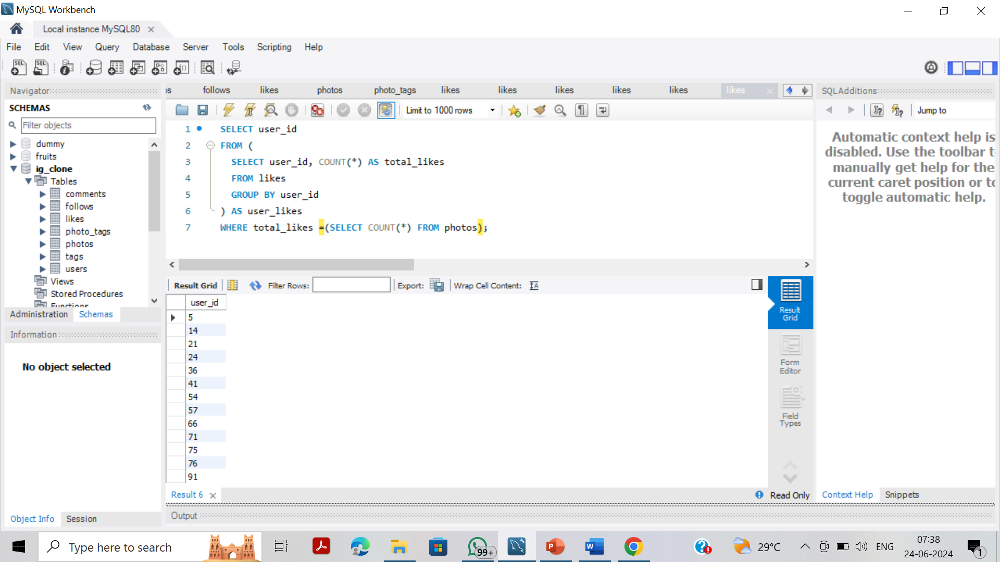 MySQL Workbench
Local instance MySQL80
File Edit View Query Database Server Tools Scripting Help
Navigator
SCHEMAS
Filter objects
dummy
fruits
ig_clone
Tables
comments
follows
likes
photo_tags
photos
tags
users
Views
Stored Procedures
Functions
Administration Schemas
Information
No object selected
Object Info Session
os follows likes photos photo_tags likes likes likes likes likes likes
Limit to 1000 rows
1 SELECT user_id
2 FROM (
3 SELECT user_id, COUNT(*) AS total_likes
4 FROM likes
5 GROUP BY user_id
6 ) AS user_likes
7 WHERE total_likes =(SELECT COUNT(*) FROM photos);
Result Grid Filter Rows: Export: Wrap Cell Content:
user_id
5
14
21
24
36
41
54
57
66
71
75
76
91
Result Grid
Form Editor
Field Types
Result 6 Read Only
Output
SQLAdditions
Jump to
Automatic context help is
disabled. Use the toolbar t
manually get help for the
current caret position or to
toggle automatic help.
Context Help Snippets
Type here to search
99+
29°C ENG
07:38
24-06-2024
1